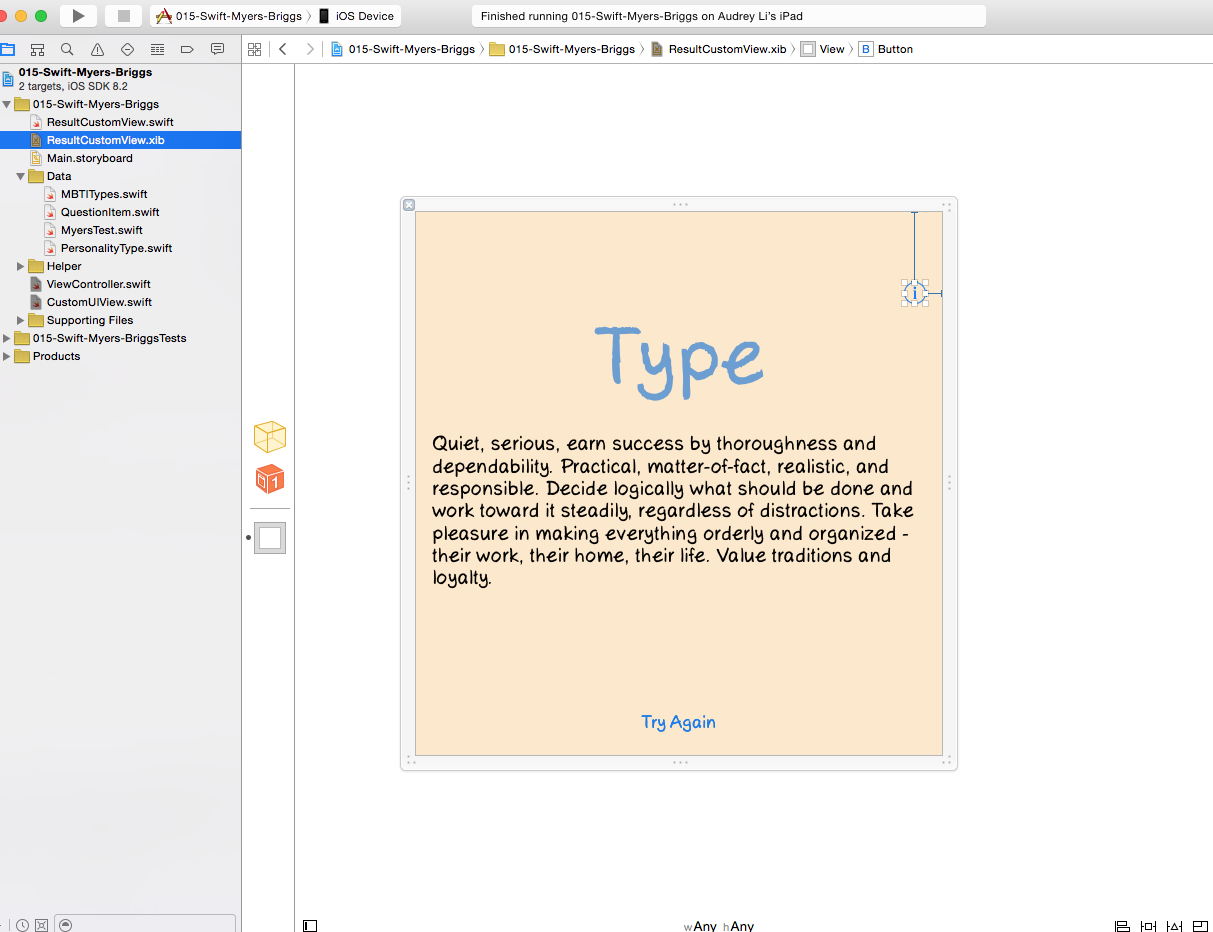 015-Swift-Myers-Briggs iOS Device
Finished running 015-Swift-Myers-Briggs on Audrey Li's iPad
015-Swift-Myers-Briggs 015-Swift-Myers-Briggs ResultCustomView.xib View B Button
015-Swift-Myers-Briggs
2 targets, iOS SDK 8.2
015-Swift-Myers-Briggs
ResultCustomView.swift
ResultCustomView.xib
Main.storyboard
Data
MBTITypes.swift
QuestionItem.swift
MyersTest.swift
PersonalityType.swift
Helper
ViewController.swift
CustomUIView.swift
Supporting Files
015-Swift-Myers-BriggsTests
Products
1
i
Type
Quiet, serious, earn success by thoroughness and
dependability. Practical, matter-of-fact, realistic, and
responsible. Decide logically what should be done and
work toward it steadily, regardless of distractions. Take
pleasure in making everything orderly and organized -
their work, their home, their life. Value traditions and
loyalty.
Try Again
wAny hAny